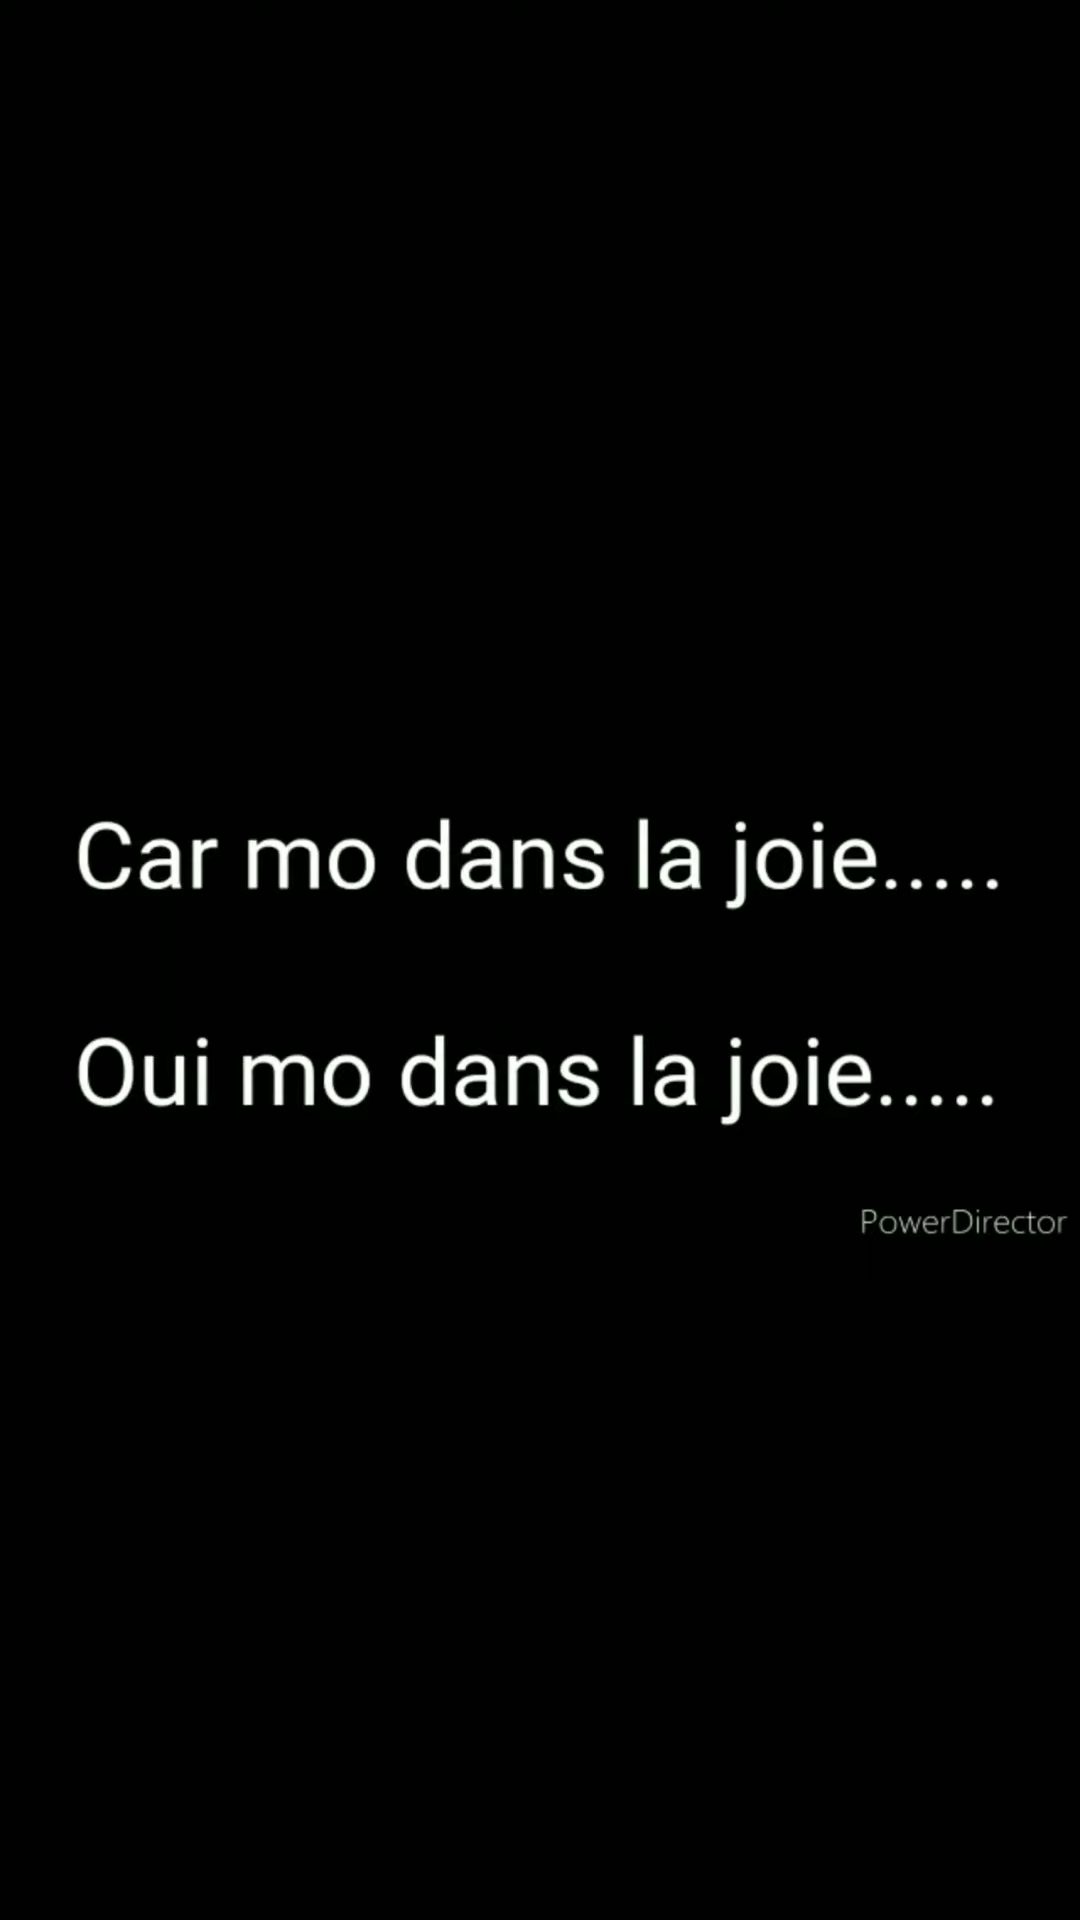 Car mo dans la joie.....
Oui mo dans la joie.....
PowerDirector